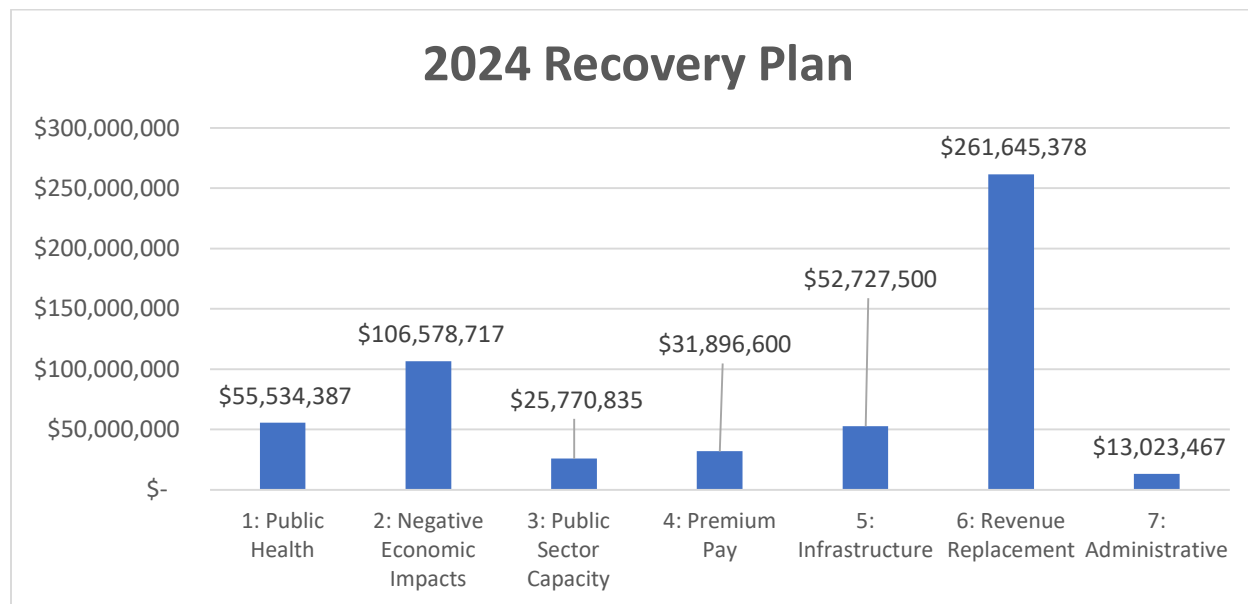 2024 Recovery Plan
$300,000,000
$250,000,000
$200,000,000
$150,000,000
$100,000,000
$50,000,000
$-
$55,534,387
$106,578,717
$25,770,835
$31,896,600
$52,727,500
$261,645,378
$13,023,467
1: Public
Health
2: Negative
Economic
Impacts
3: Public
Sector
Capacity
4: Premium
Pay
5:
Infrastructure
6: Revenue
Replacement
7:
Administrative